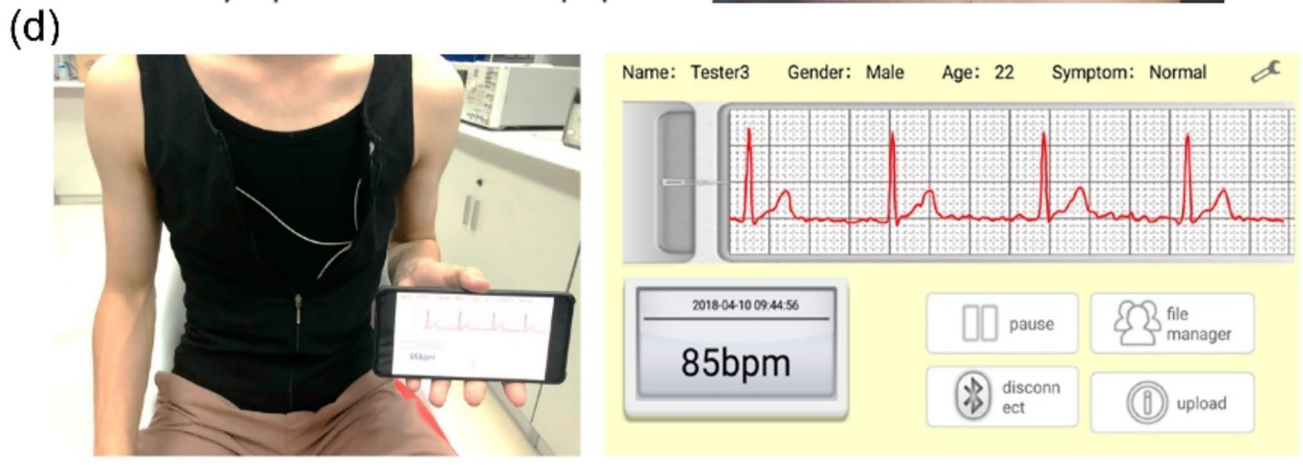 (d)
Name: Tester3 Gender: Male Age: 22 Symptom: Normal
2018-04-10 09:44:56
85bpm
pause
file
manager
disconn
ect
upload
85bpm